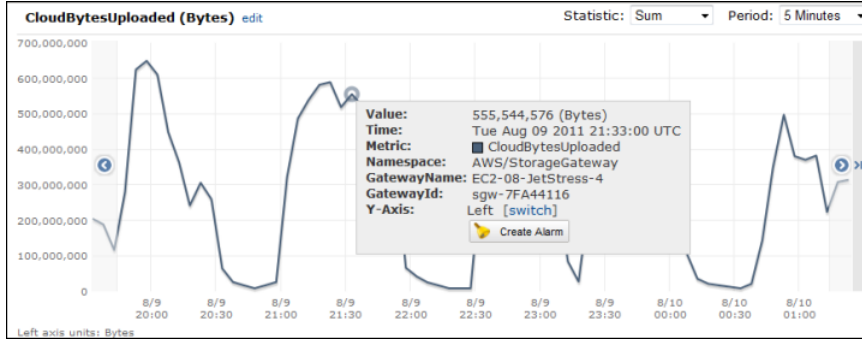 CloudBytesUploaded (Bytes) edit Statistic: Sum Period: 5 Minutes
700,000,000
600,000,000
500,000,000
400,000,000
300,000,000
200,000,000
100,000,000
0
Value: 555,544,576 (Bytes)
Time: Tue Aug 09 2011 21:33:00 UTC
Metric: CloudBytesUploaded
Namespace: AWS/StorageGateway
GatewayName: EC2-08-JetStress-4
GatewayId: sgw-7FA44116
Y-Axis: Left [switch]
Create Alarm
8/9 8/9 8/9 8/9 8/9 8/9 8/9 8/9 8/10 8/10 8/10
20:00 20:30 21:00 21:30 22:00 22:30 23:00 23:30 00:00 00:30 01:00
Left axis units: Bytes